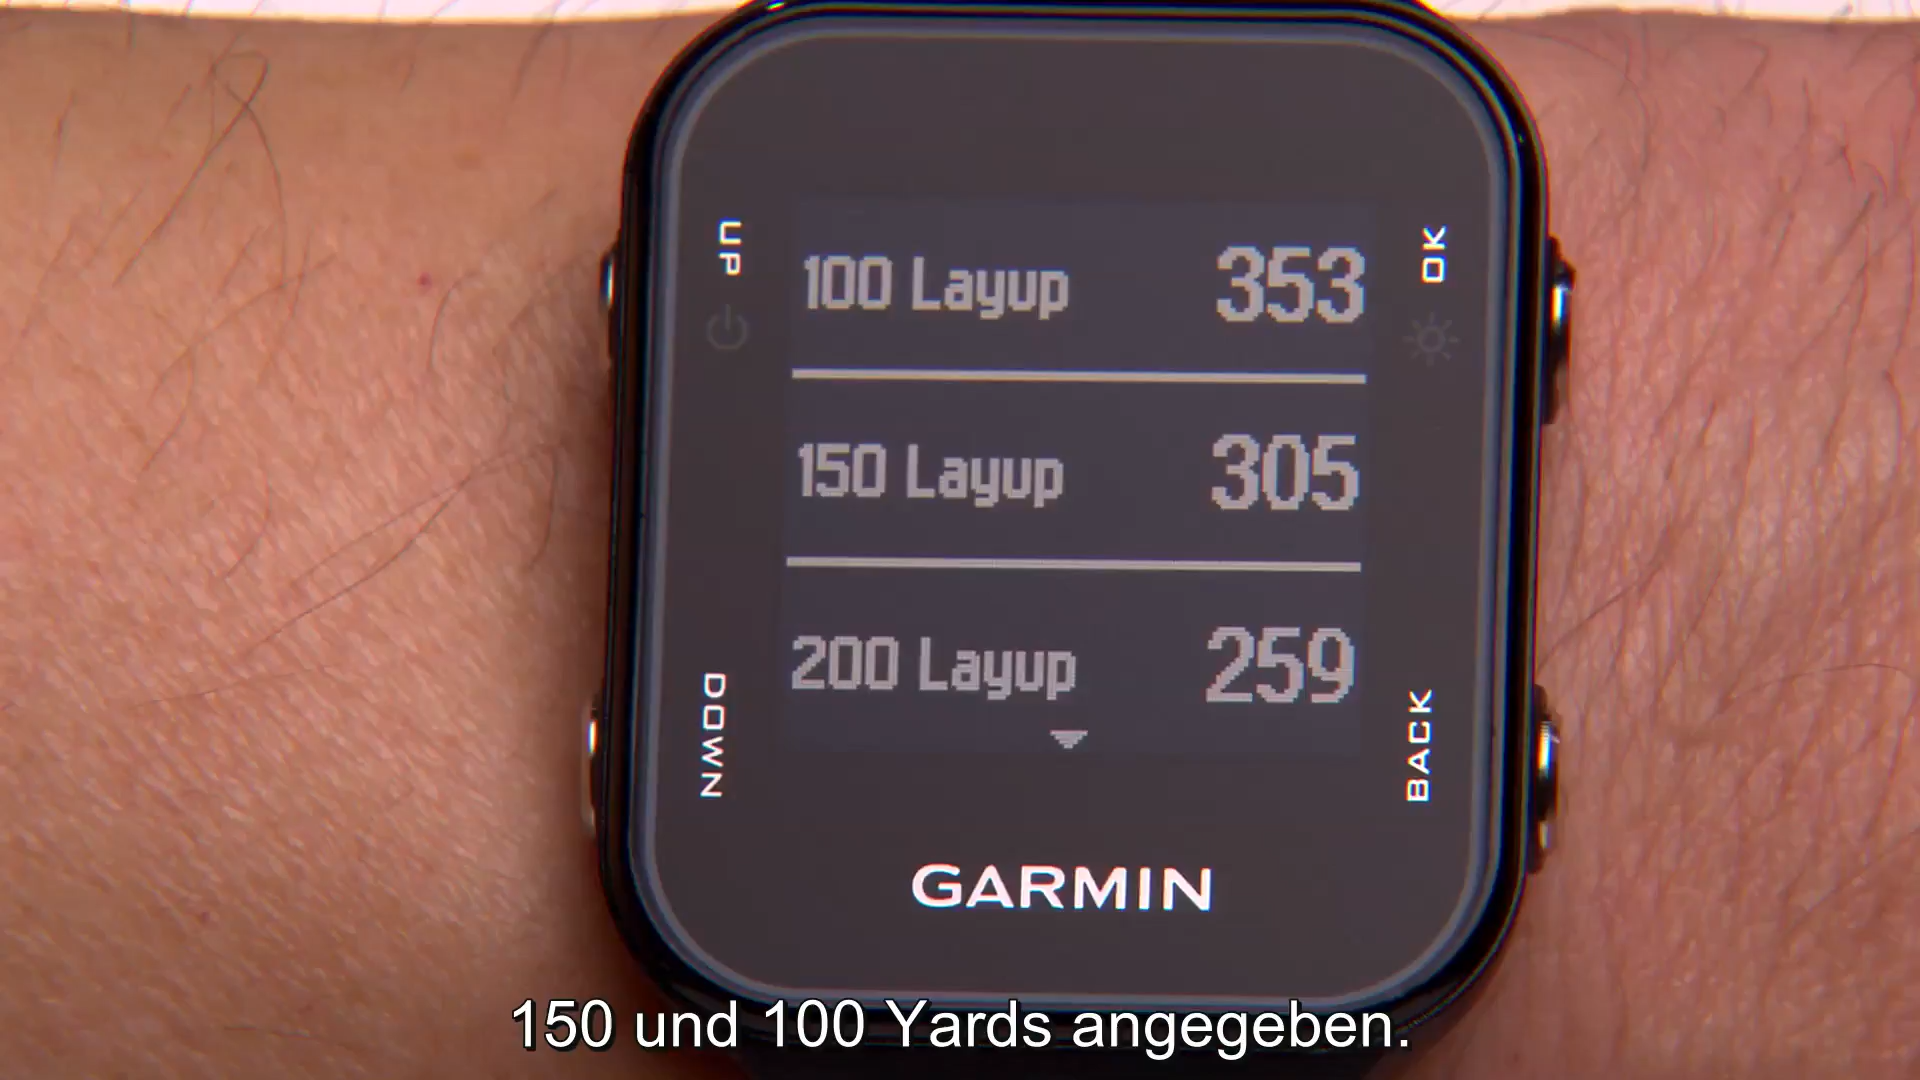 UP
OK
100 Layup 353
150 Layup 305
200 Layup 259
DOWN
BACK
GARMIN
150 und 100 Yards angegeben.